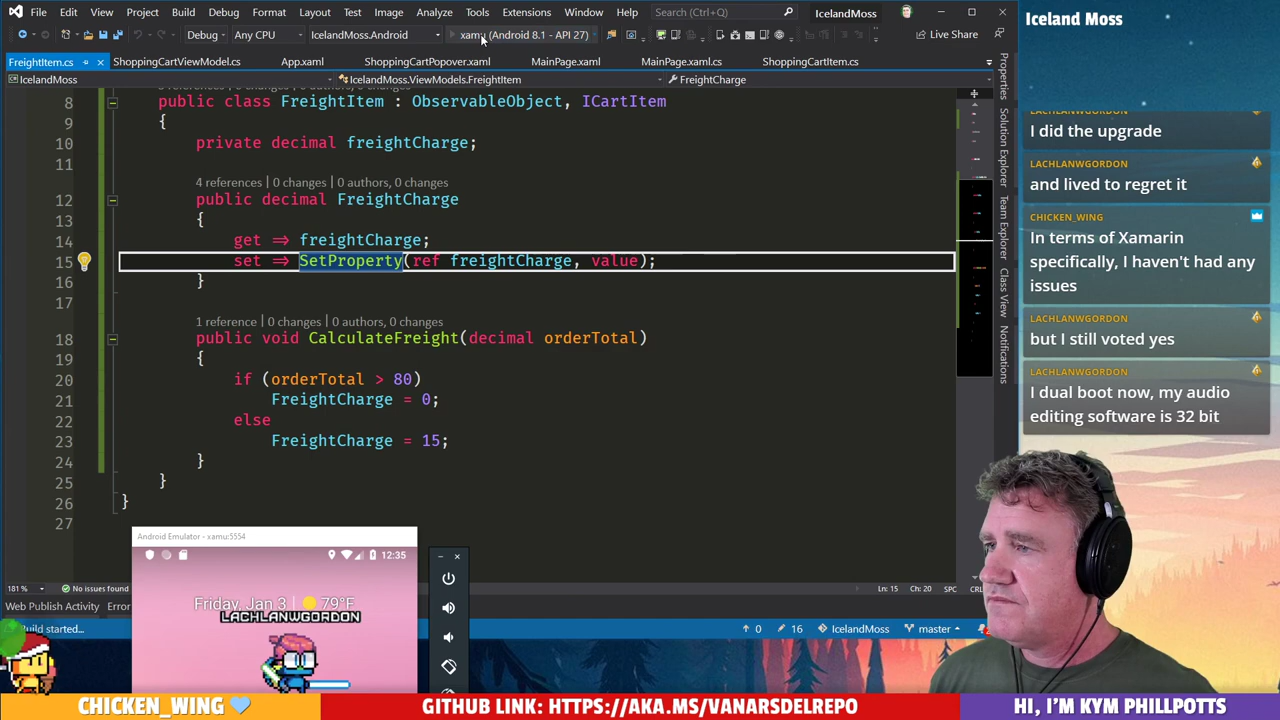 File Edit View Project Build Debug Format Layout Test Image Analyze Tools Extensions Window Help Search (Ctrl+Q) IcelandMoss
Debug Any CPU IcelandMoss.Android xamu (Android 8.1 - API 27) Live Share
FreightItem.cs ShoppingCartViewModel.cs App.xaml ShoppingCartPopover.xaml MainPage.xaml MainPage.xaml.cs ShoppingCartItem.cs
IcelandMoss IcelandMoss.ViewModels.FreightItem FreightCharge
8 public class FreightItem : ObservableObject, ICartItem
9 {
10 private decimal freightCharge;
11
4 references | 0 changes | 0 authors, 0 changes
12 public decimal FreightCharge
13 {
14 get => freightCharge;
15 set => SetProperty(ref freightCharge, value);
16 }
17
1 reference | 0 changes | 0 authors, 0 changes
18 public void CalculateFreight(decimal orderTotal)
19 {
20 if (orderTotal > 80)
21 FreightCharge = 0;
22 else
23 FreightCharge = 15;
24 }
25 }
26 }
27
181 % No issues found Ln: 15 Ch: 20 SPC
Web Publish Activity Error
Build started... 0 16 IcelandMoss master
Properties
Solution Explorer
Team Explorer
Class View
Notifications
Android Emulator - xamu:5554
12:35
Friday, Jan 3 79°F
LACHLANWGORDON
Iceland Moss
I did the upgrade
LACHLANWGORDON
and lived to regret it
CHICKEN_WING
In terms of Xamarin
specifically, I haven't had any
issues
LACHLANWGORDON
but I still voted yes
LACHLANWGORDON
I dual boot now, my audio
editing software is 32 bit
CHICKEN_WING
GITHUB LINK: HTTPS://AKA.MS/VANARSDELREPO
HI, I'M KYM PHILLPOTTS